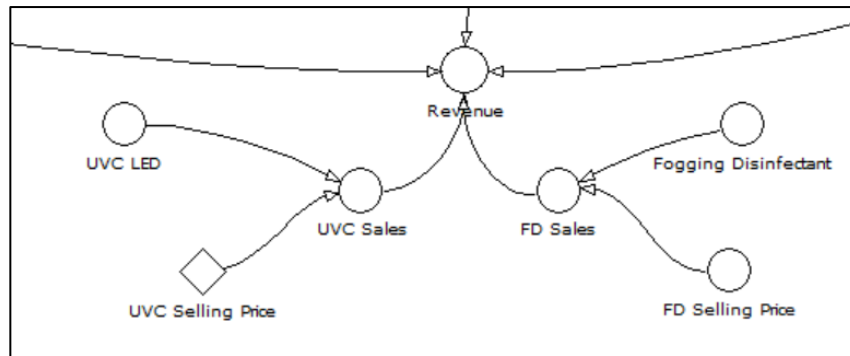 Revenue
UVC LED
Fogging Disinfectant
UVC Sales
FD Sales
UVC Selling Price
FD Selling Price